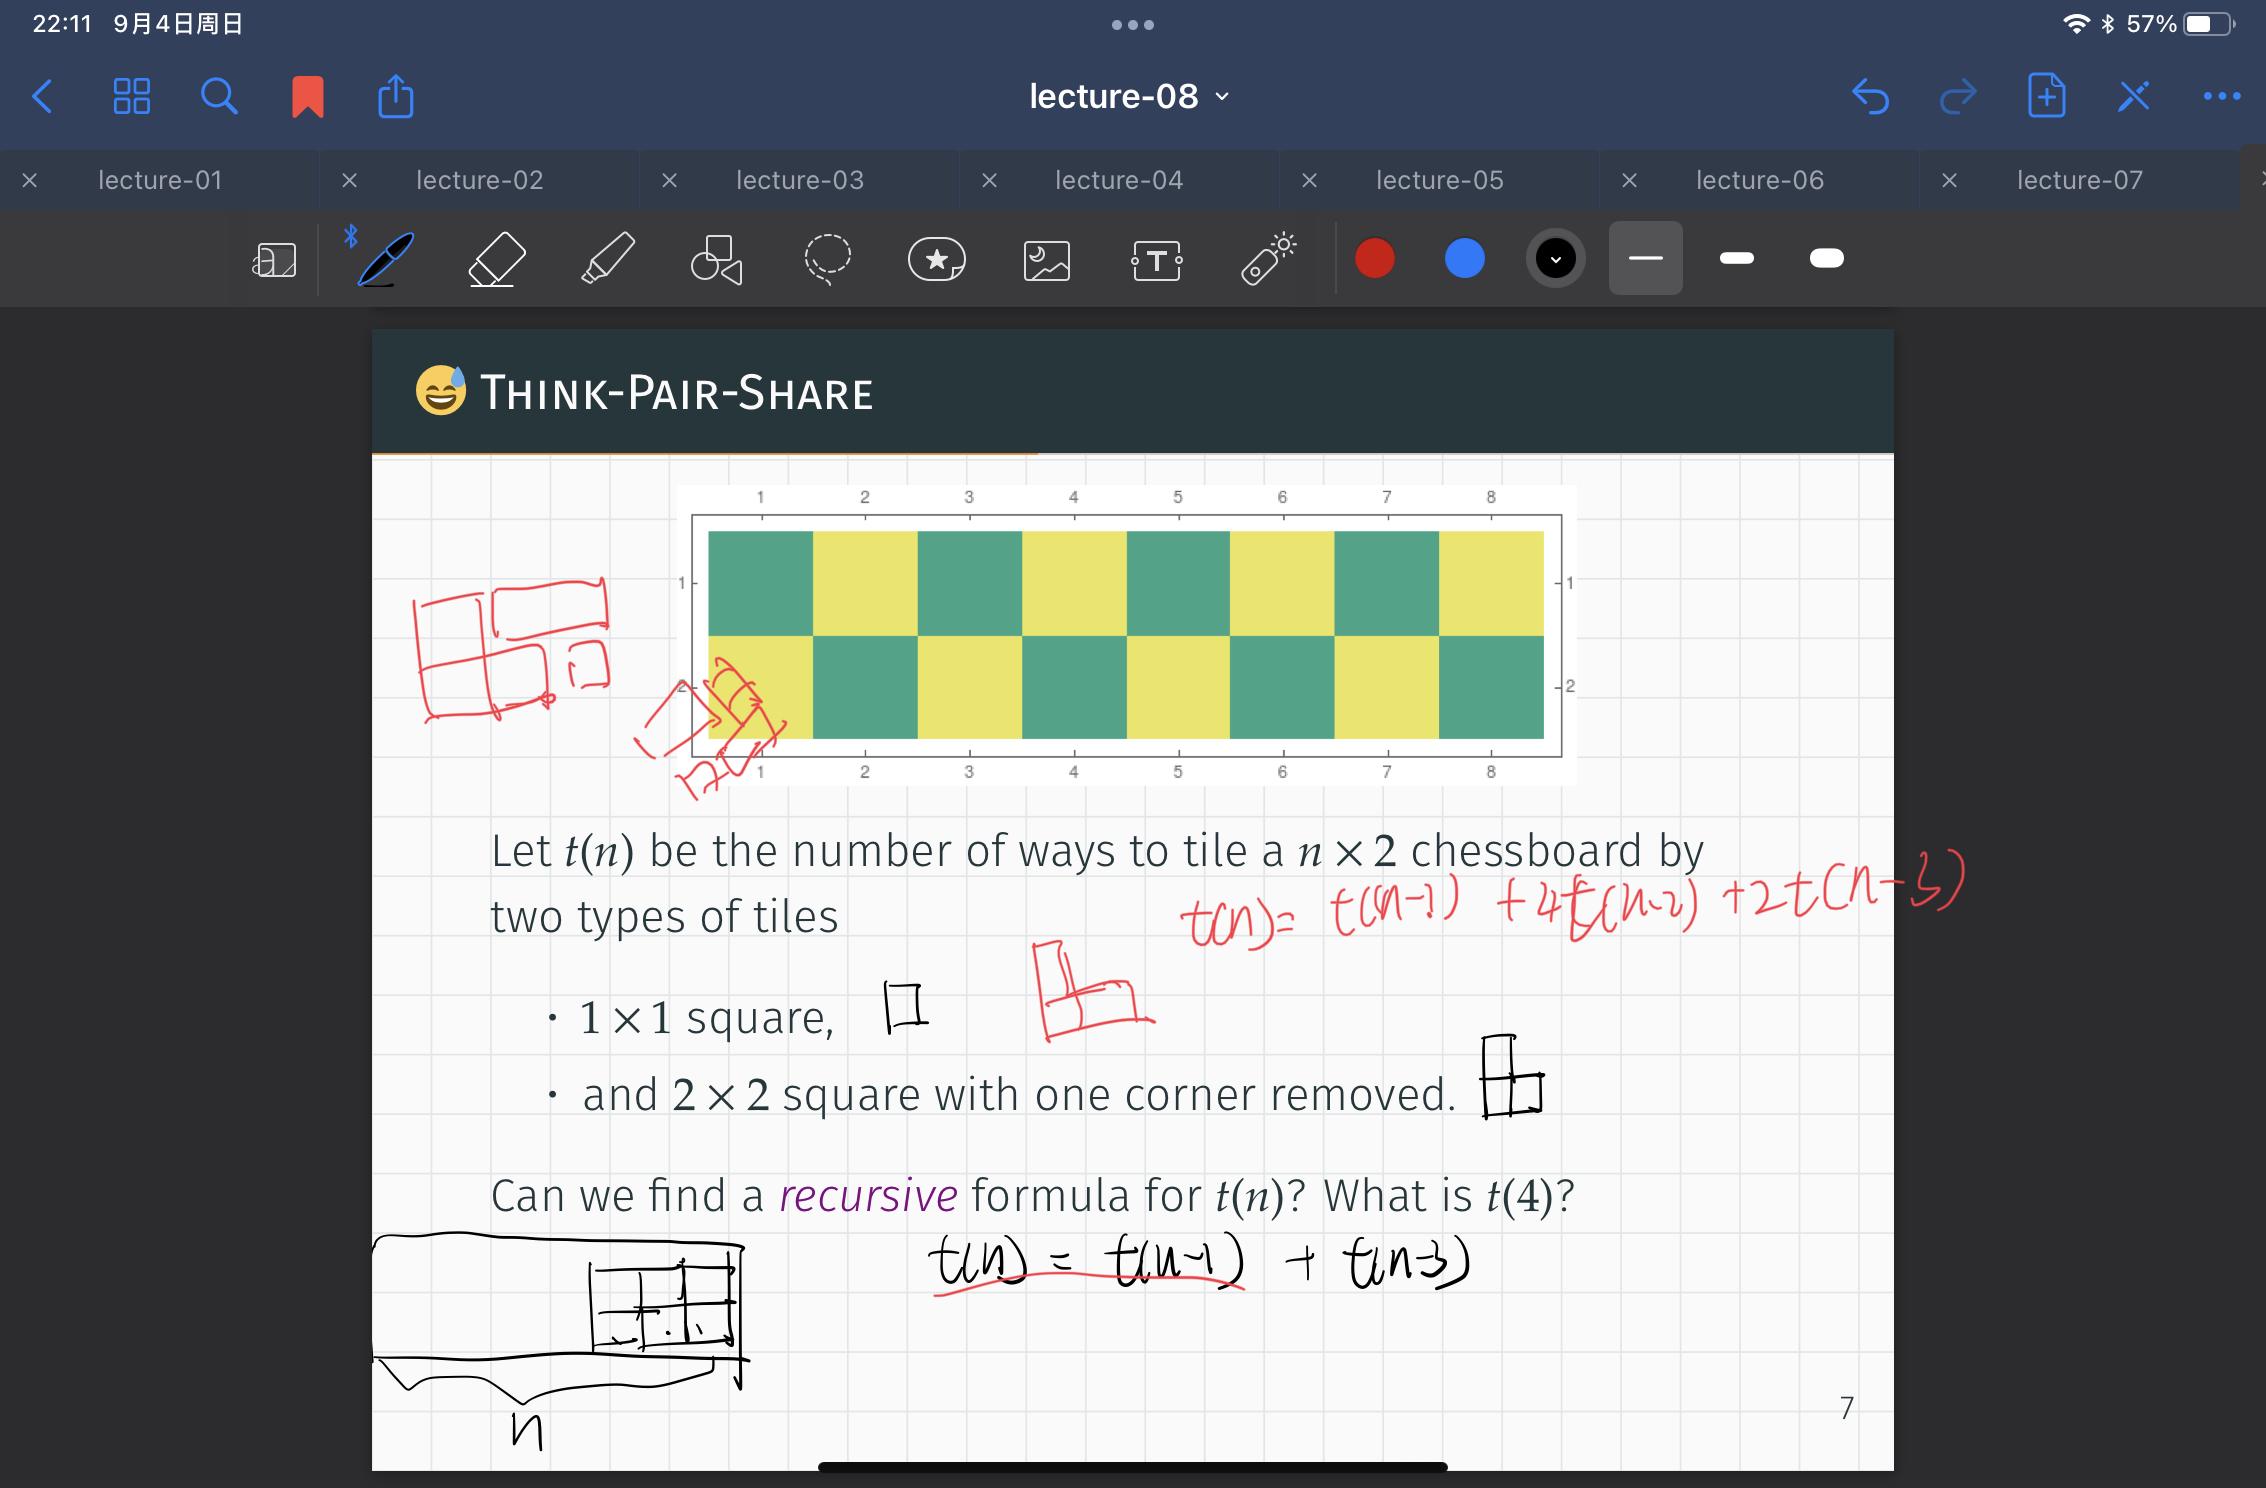 22:11 9月4日周日
57%
lecture-08
lecture-01 lecture-02 lecture-03 lecture-04 lecture-05 lecture-06 lecture-07
T
😅 THINK-PAIR-SHARE
1 2 3 4 5 6 7 8
1 1
2 2
1 2 3 4 5 6 7 8
Let t(n) be the number of ways to tile a n × 2 chessboard by
two types of tiles
t(n)= t(n-1) +4t(n-2) +2t(n-3)
• 1 × 1 square,
• and 2 × 2 square with one corner removed.
Can we find a recursive formula for t(n)? What is t(4)?
t(n) = t(n-1) + t(n-3)
n
7